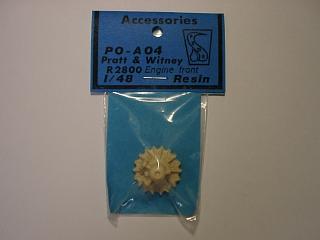 Accessories
PO-A04
Pratt & Witney
R2800 Engine front
1/48 Resin